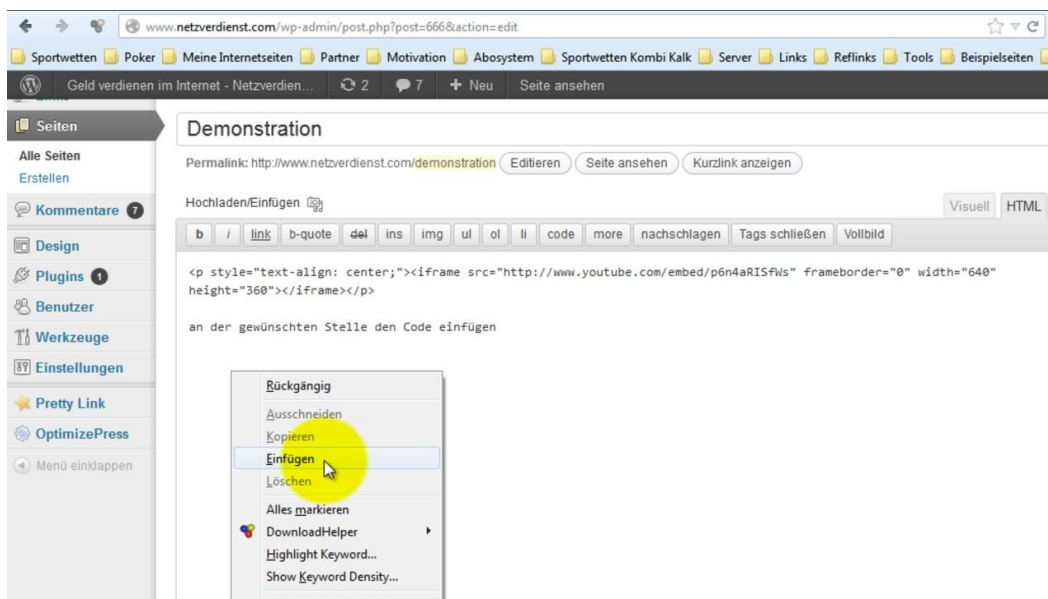 www.netzverdienst.com/wp-admin/post.php?post=666&action=edit
Sportwetten Poker Meine Internetseiten Partner Motivation Abosystem Sportwetten Kombi Kalk Server Links Reflinks Tools Beispielseiten
Geld verdienen im Internet - Netzverdien... 2 7 + Neu Seite ansehen
Seiten
Alle Seiten
Erstellen
Kommentare 7
Design
Plugins 1
Benutzer
Werkzeuge
Einstellungen
Pretty Link
OptimizePress
Menü einklappen
Demonstration
Permalink: http://www.netzverdienst.com/demonstration Editieren Seite ansehen Kurzlink anzeigen
Hochladen/Einfügen
Visuell HTML
b i link b-quote del ins img ul ol li code more nachschlagen Tags schließen Vollbild
<p style="text-align: center;"><iframe src="http://www.youtube.com/embed/p6n4aRISfWs" frameborder="0" width="640"
height="360"></iframe></p>
an der gewünschten Stelle den Code einfügen
Rückgängig
Ausschneiden
Kopieren
Einfügen
Löschen
Alles markieren
DownloadHelper
Highlight Keyword...
Show Keyword Density...